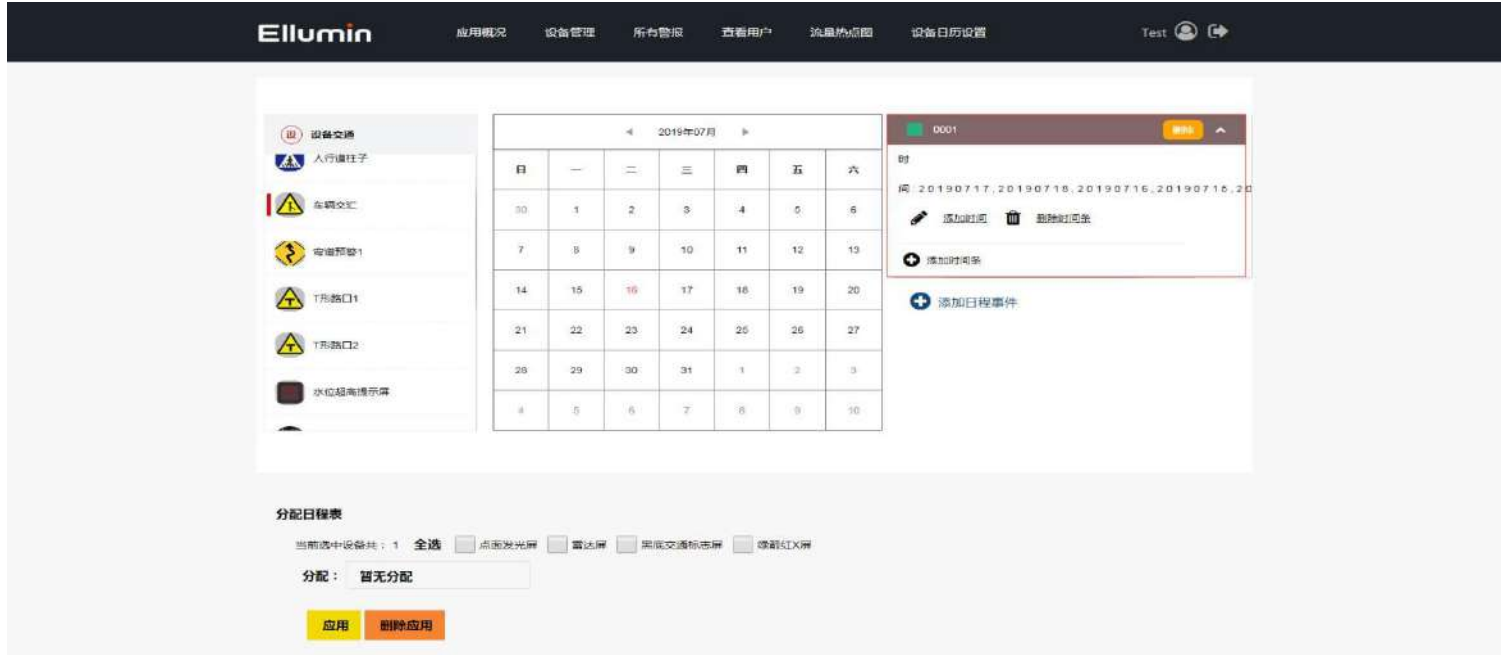 Ellumin 应用概况 设备管理 所有警报 查看用户 流量热点图 设备日历设置 Test
设 设备交通
人行道柱子
车辆交汇
弯道预警1
T形路口1
T形路口2
水位超高提示屏
2019年07月
日 一 二 三 四 五 六
30 1 2 3 4 5 6
7 8 9 10 11 12 13
14 15 16 17 18 19 20
21 22 23 24 25 26 27
28 29 30 31 1 2 3
4 5 6 7 8 9 10
0001 删除
时
间:20190717,20190718,20190716,20190715,20
添加时间 删除时间条
添加时间条
添加日程事件
分配日程表
当前选中设备共：1 全选 点面发光屏 雷达屏 黑底交通标志屏 绿箭红X屏
分配： 暂无分配
应用 删除应用